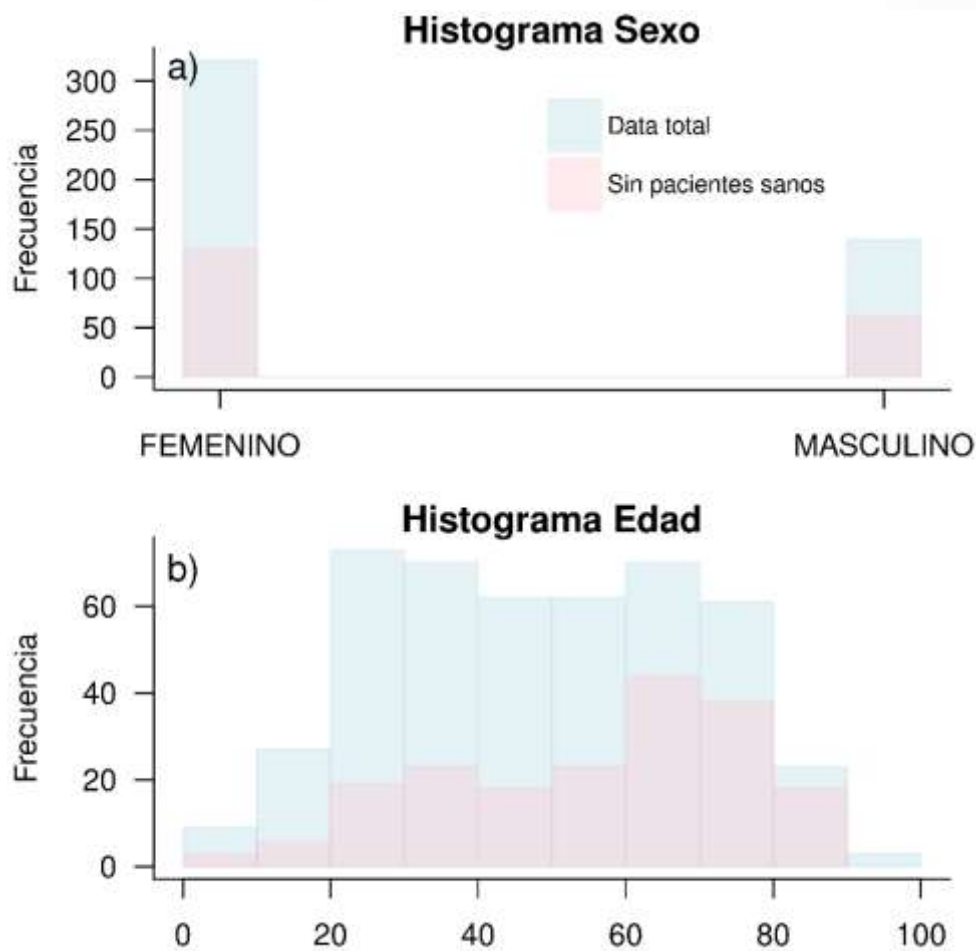 Histograma Sexo
a)
Frecuencia
300
250
200
150
100
50
0
Data total
Sin pacientes sanos
FEMENINO
MASCULINO
Histograma Edad
b)
Frecuencia
60
40
20
0
0 20 40 60 80 100